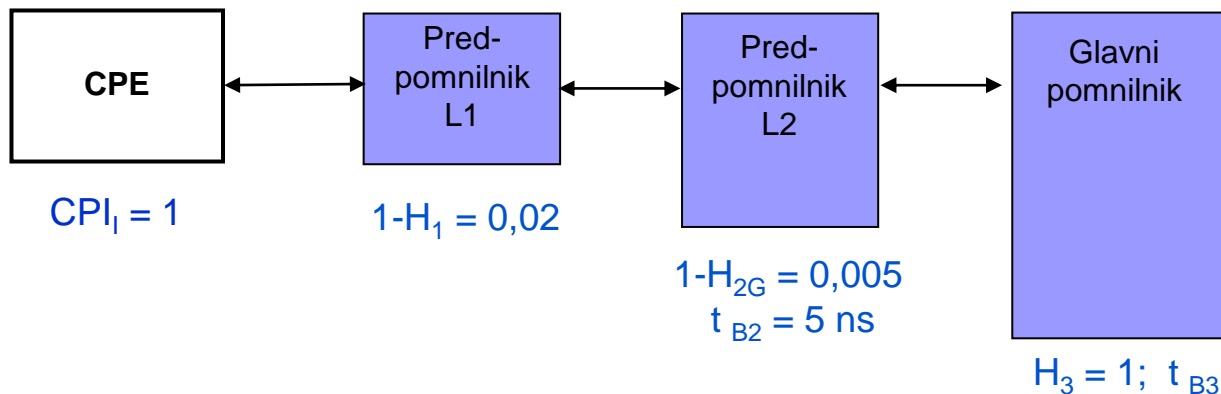 CPE
Pred-
pomnilnik
L1
Pred-
pomnilnik
L2
Glavni
pomnilnik
CPI_I = 1
1-H_1 = 0,02
1-H_2G = 0,005
t_B2 = 5 ns
H_3 = 1; t_B3